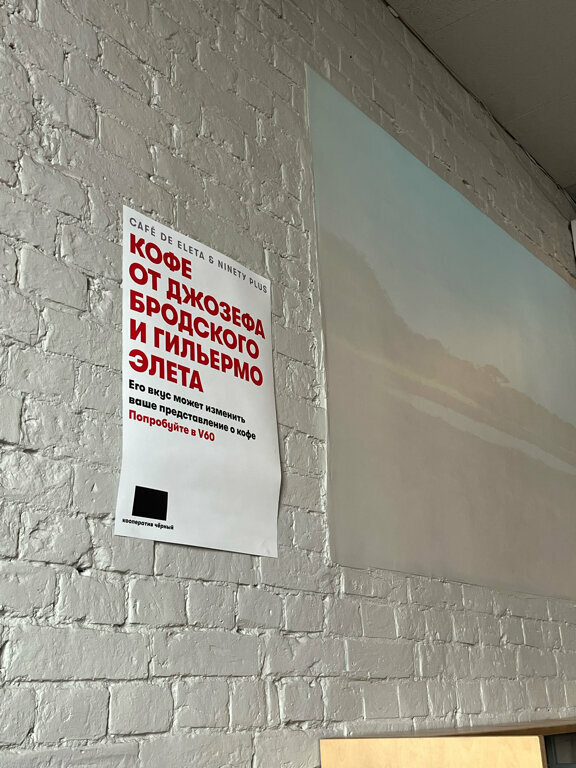 CAFÉ DE ELETA & NINETY PLUS
КОФЕ
ОТ ДЖОЗЕФА
БРОДСКОГО
И ГИЛЬЕРМО
ЭЛЕТА
Его вкус может изменить
ваше представление о кофе
Попробуйте в V60
кооператив чёрный